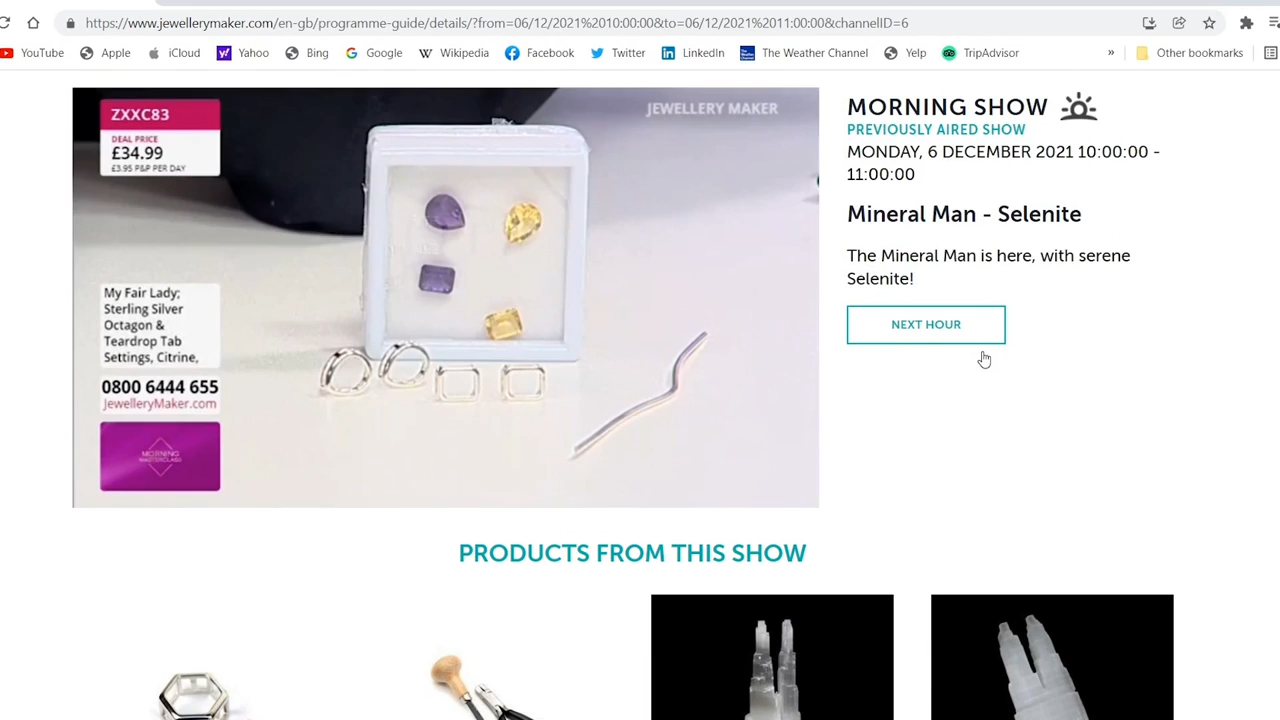 https://www.jewellerymaker.com/en-gb/programme-guide/details/?from=06/12/2021%2010:00:00&to=06/12/2021%2011:00:00&channelID=6
YouTube Apple iCloud Yahoo Bing Google Wikipedia Facebook Twitter LinkedIn The Weather Channel Yelp TripAdvisor » Other bookmarks
ZXXC83
DEAL PRICE
£34.99
£3.95 P&P PER DAY
JEWELLERY MAKER
My Fair Lady;
Sterling Silver
Octagon &
Teardrop Tab
Settings, Citrine,
0800 6444 655
JewelleryMaker.com
MORNING
MASTERCLASS
MORNING SHOW
PREVIOUSLY AIRED SHOW
MONDAY, 6 DECEMBER 2021 10:00:00 -
11:00:00
Mineral Man - Selenite
The Mineral Man is here, with serene
Selenite!
NEXT HOUR
PRODUCTS FROM THIS SHOW